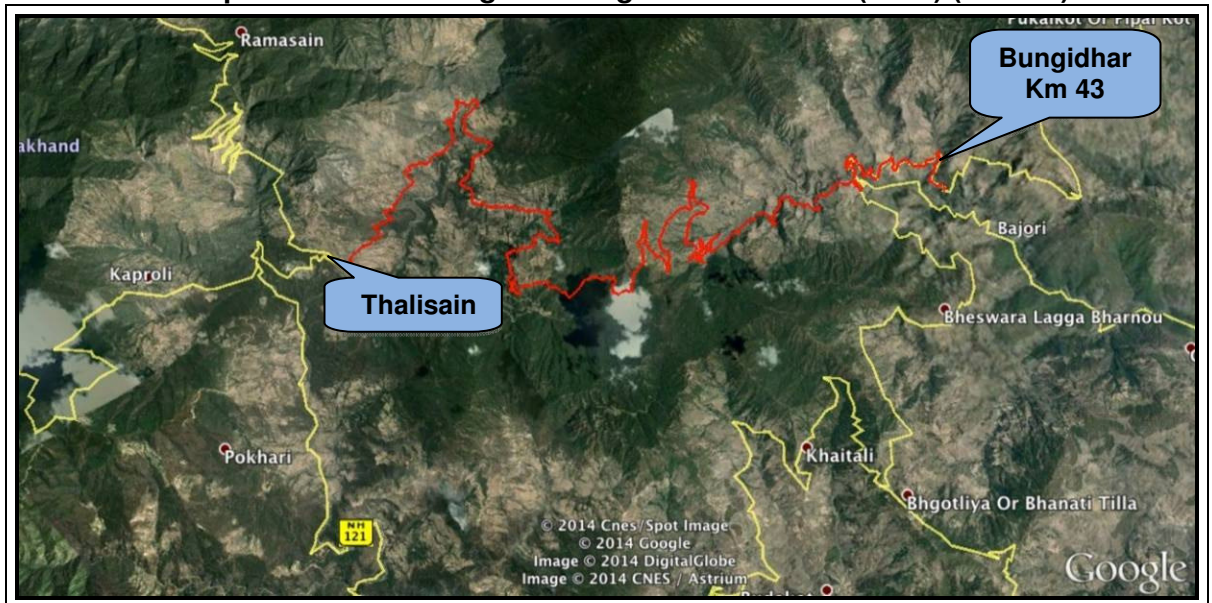 Pukalkot Or Pipal Kot
Ramasain
Bungidhar
Km 43
akhand
Bajori
Kaproli
Thalisain
Bheswara Lagga Bharnou
Pokhari
Khaitali
Bhgotliya Or Bhanati Tilla
NH
121
© 2014 Cnes/Spot Image
© 2014 Google
Image © 2014 DigitalGlobe
Image © 2014 CNES / Astrium
Google